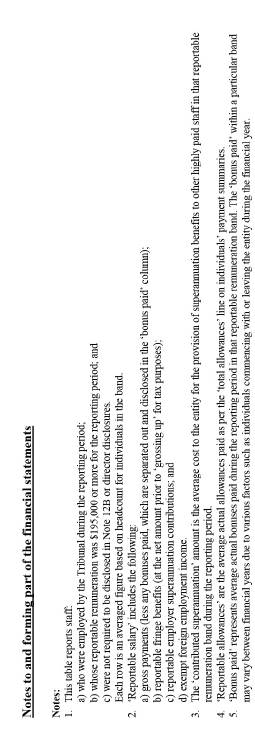 Notes to and forming part of the financial statements
Notes:
1. This table reports staff:
a) who were employed by the Tribunal during the reporting period;
b) whose reportable remuneration was $195,000 or more for the reporting period; and
c) were not required to be disclosed in Note 12B or director disclosures.
Each row is an averaged figure based on headcount for individuals in the band.
2. 'Reportable salary' includes the following:
a) gross payments (less any bonuses paid, which are separated out and disclosed in the 'bonus paid' column);
b) reportable fringe benefits (at the net amount prior to 'grossing up' for tax purposes);
c) reportable employer superannuation contributions; and
d) exempt foreign employment income.
3. The 'contributed superannuation' amount is the average cost to the entity for the provision of superannuation benefits to other highly paid staff in that reportable
remuneration band during the reporting period.
4. 'Reportable allowances' are the average actual allowances paid as per the 'total allowances' line on individuals' payment summaries.
5. 'Bonus paid' represents average actual bonuses paid during the reporting period in that reportable remuneration band. The 'bonus paid' within a particular band
may vary between financial years due to various factors such as individuals commencing with or leaving the entity during the financial year.